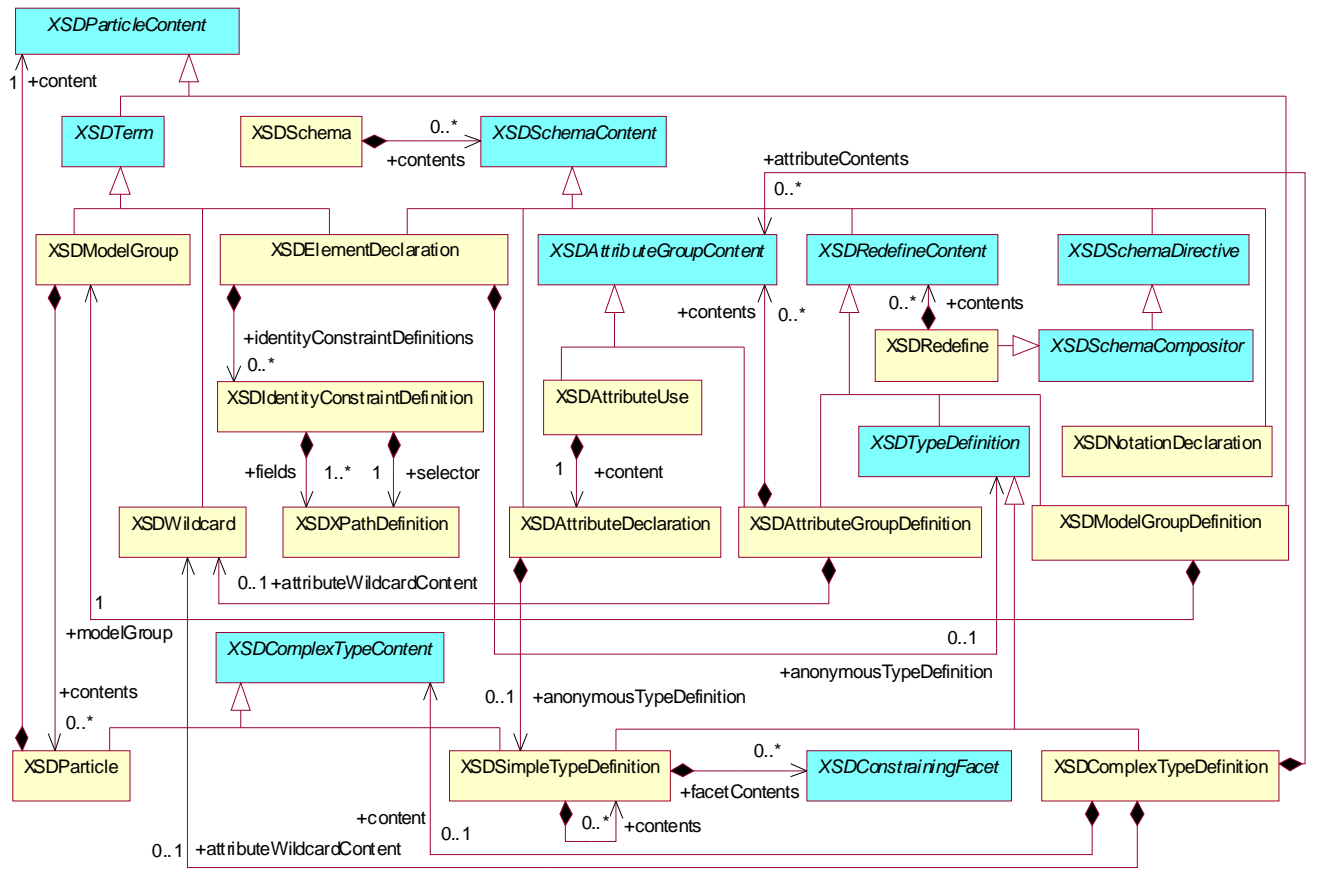 XSDParticleContent
1
+content
XSDTerm
XSDSchema
0..*
+contents
XSDSchemaContent
+attributeContents
0..*
XSDModelGroup
XSDElementDeclaration
XSDAttributeGroupContent
XSDRedefineContent
XSDSchemaDirective
+contents
0..*
0..*
+contents
+identityConstraintDefinitions
0..*
XSDRedefine
XSDSchemaCompositor
XSDIdentityConstraintDefinition
XSDAttributeUse
XSDTypeDefinition
XSDNotationDeclaration
+fields
1..*
1
+selector
1
+content
XSDWildcard
XSDXPathDefinition
XSDAttributeDeclaration
XSDAttributeGroupDefinition
XSDModelGroupDefinition
0..1
+attributeWildcardContent
1
+modelGroup
XSDComplexTypeContent
0..1
+anonymousTypeDefinition
+contents
0..*
0..1
+anonymousTypeDefinition
XSDParticle
XSDSimpleTypeDefinition
0..*
+facetContents
XSDConstrainingFacet
XSDComplexTypeDefinition
+content
0..1
0..*
+contents
0..1
+attributeWildcardContent